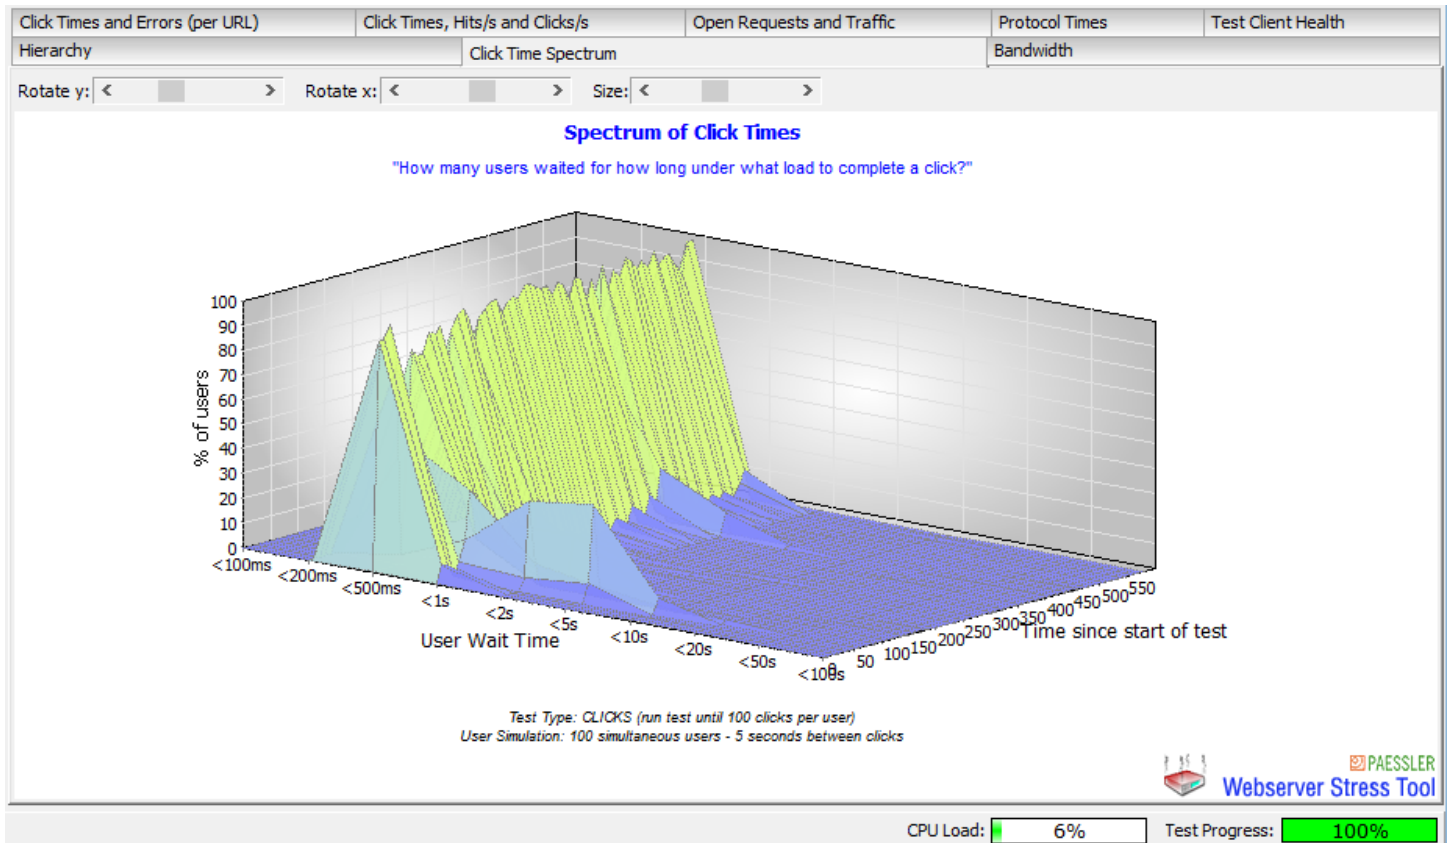 Click Times and Errors (per URL) Click Times, Hits/s and Clicks/s Open Requests and Traffic Protocol Times Test Client Health
Hierarchy Click Time Spectrum Bandwidth
Rotate y: < > Rotate x: < > Size: < >
Spectrum of Click Times
"How many users waited for how long under what load to complete a click?"
100
90
80
70
60
50
40
30
20
10
0
% of users
<100ms
<200ms
<500ms
<1s
<2s
<5s
<10s
<20s
<50s
<100s
User Wait Time
0
50
100
150
200
250
300
350
400
450
500
550
Time since start of test
Test Type: CLICKS (run test until 100 clicks per user)
User Simulation: 100 simultaneous users - 5 seconds between clicks
PAESSLER
Webserver Stress Tool
CPU Load: 6% Test Progress: 100%